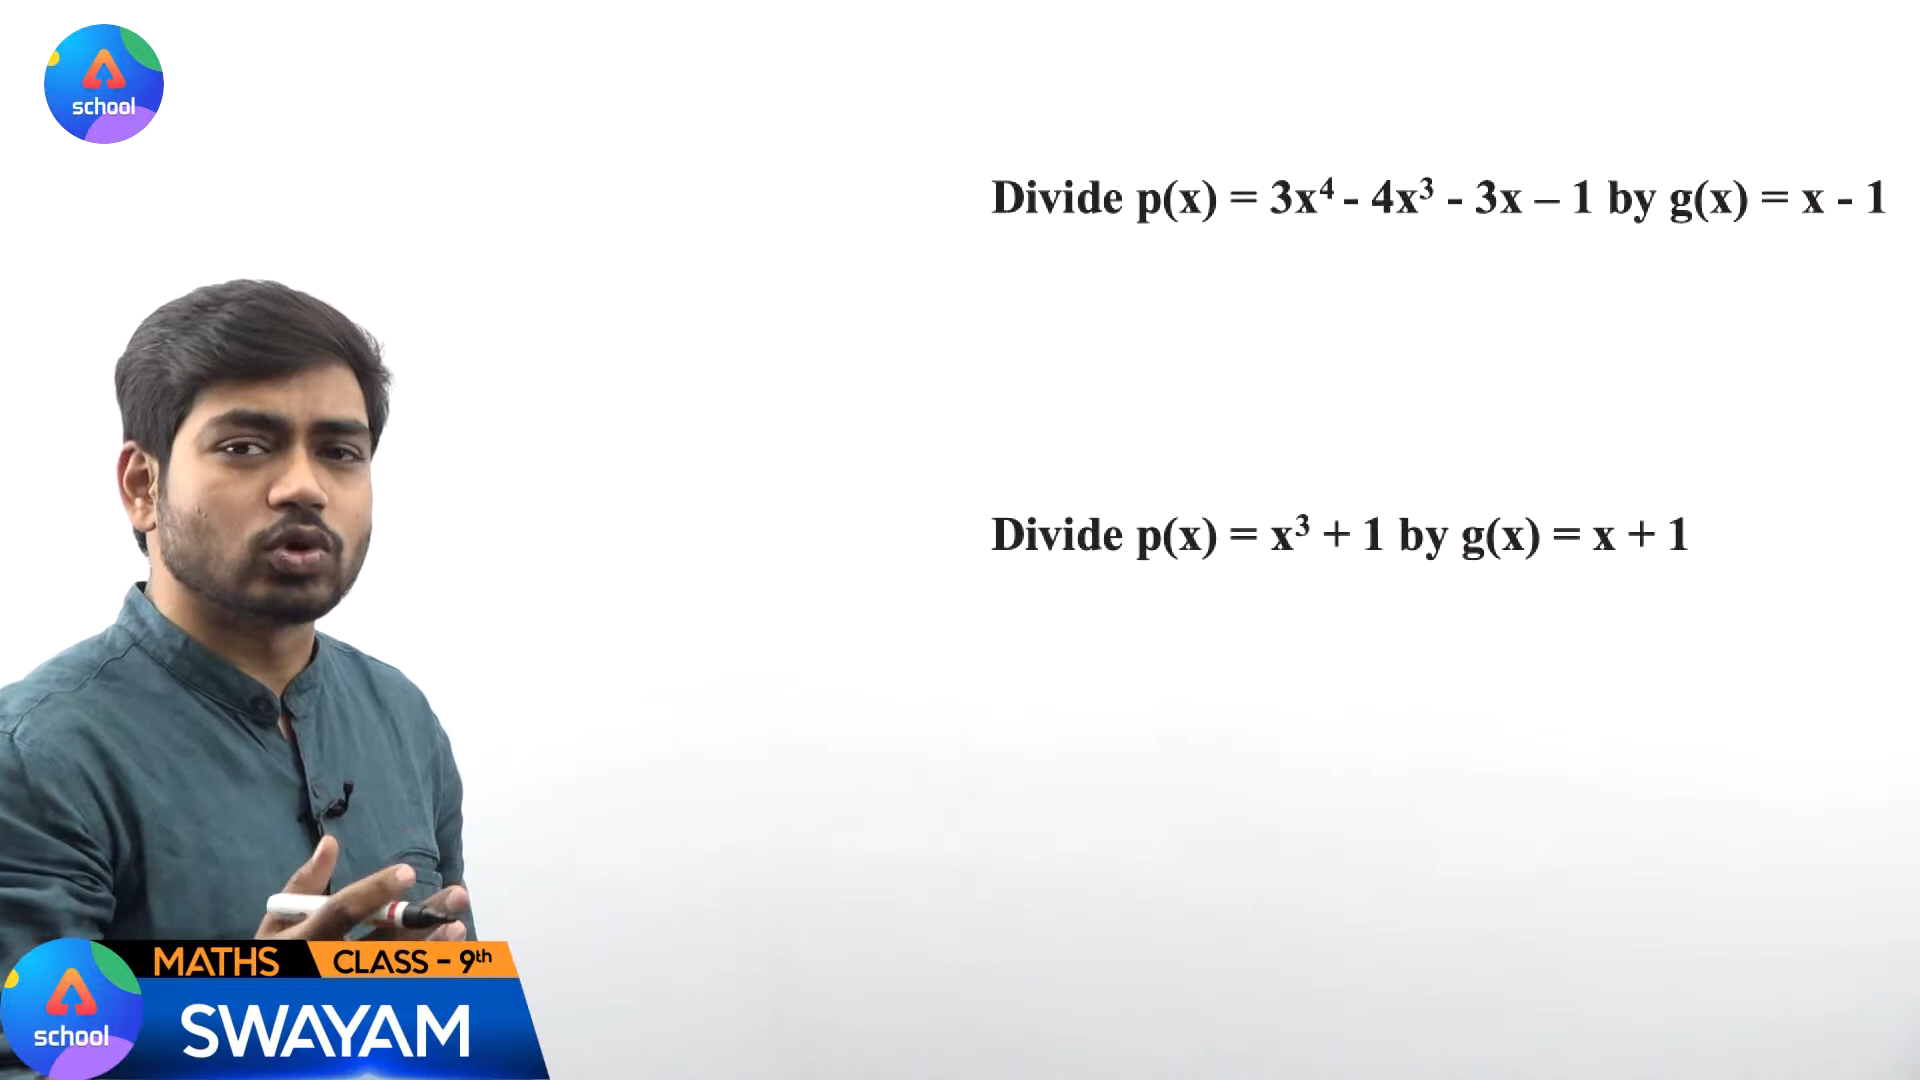 school
Divide p(x) = 3x⁴ - 4x³ - 3x – 1 by g(x) = x - 1
Divide p(x) = x³ + 1 by g(x) = x + 1
MATHS CLASS – 9th
school
SWAYAM